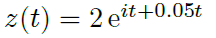 z(t) = 2 e^{it+0.05t}